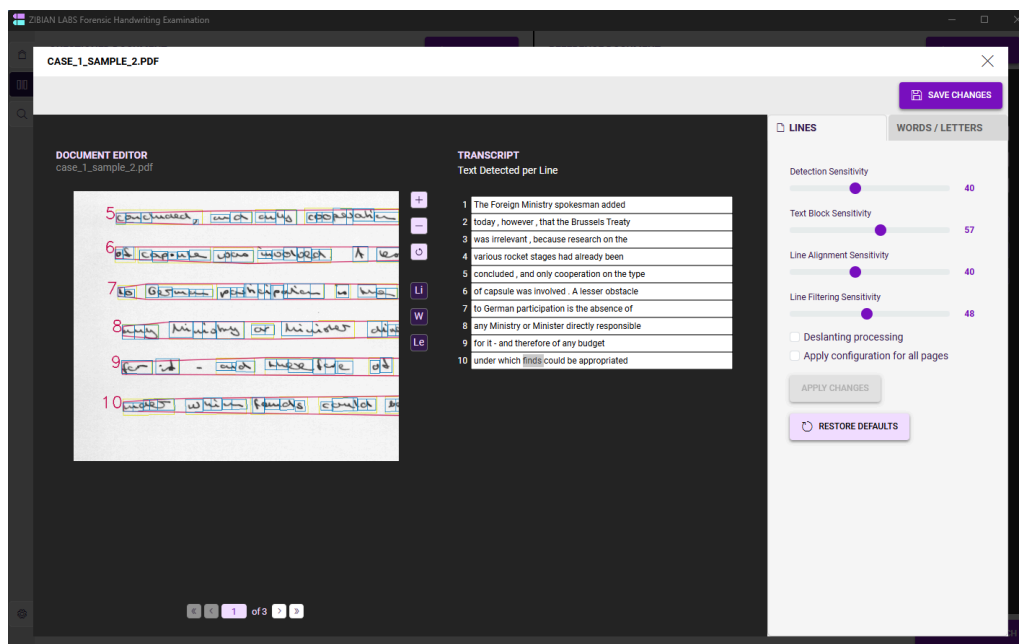 ZIBIAN LABS Forensic Handwriting Examination
CASE_1_SAMPLE_2.PDF
SAVE CHANGES
LINES
WORDS / LETTERS
DOCUMENT EDITOR
case_1_sample_2.pdf
5 concluded, and only cooperation
6 of capsule was involved. A les
7 to German participation is the
8 any Ministry or Minister dire
9 for it - and therefore of
10 under which funds could be
+
−
Li
W
Le
« ‹ 1 of 3 › »
TRANSCRIPT
Text Detected per Line
1 The Foreign Ministry spokesman added
2 today , however , that the Brussels Treaty
3 was irrelevant , because research on the
4 various rocket stages had already been
5 concluded , and only cooperation on the type
6 of capsule was involved . A lesser obstacle
7 to German participation is the absence of
8 any Ministry or Minister directly responsible
9 for it - and therefore of any budget
10 under which finds could be appropriated
Detection Sensitivity
40
Text Block Sensitivity
57
Line Alignment Sensitivity
40
Line Filtering Sensitivity
48
Deslanting processing
Apply configuration for all pages
APPLY CHANGES
RESTORE DEFAULTS